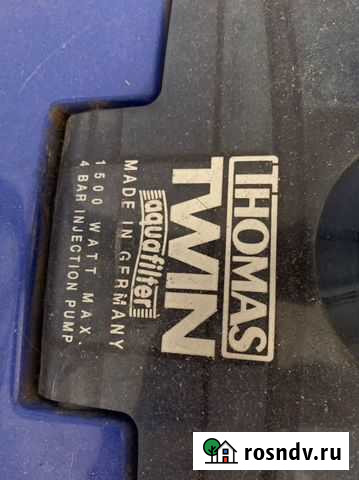 THOMAS
TWIN
aquafilter
MADE IN GERMANY
1500 WATT MAX
4 BAR INJECTION PUMP
rosndv.ru